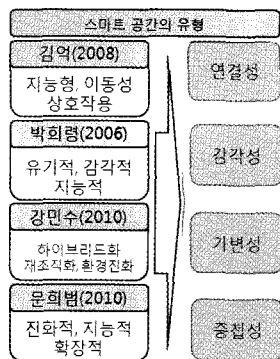 스마트 공간의 유형
김억(2008)
지능형, 이동성
상호작용
박희령(2006)
유기적, 감각적
지능적
강민수(2010)
하이브리드화
재조직화, 환경진화
문희범(2010)
진화적, 지능적
확장적
연결성
감각성
가변성
중첩성